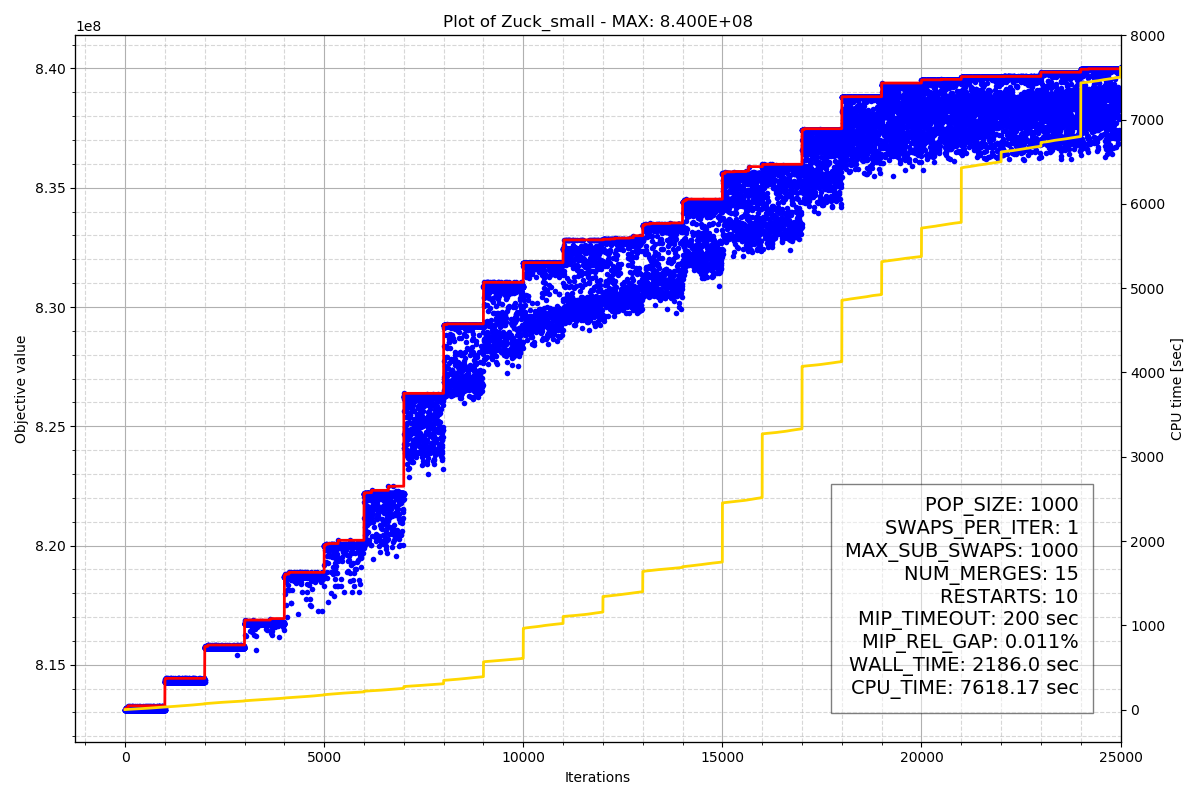 Plot of Zuck_small - MAX: 8.400E+08
1e8
8.40
8.35
8.30
8.25
8.20
8.15
Objective value
8000
7000
6000
5000
4000
3000
2000
1000
0
CPU time [sec]
POP_SIZE: 1000
SWAPS_PER_ITER: 1
MAX_SUB_SWAPS: 1000
NUM_MERGES: 15
RESTARTS: 10
MIP_TIMEOUT: 200 sec
MIP_REL_GAP: 0.011%
WALL_TIME: 2186.0 sec
CPU_TIME: 7618.17 sec
0 5000 10000 15000 20000 25000
Iterations